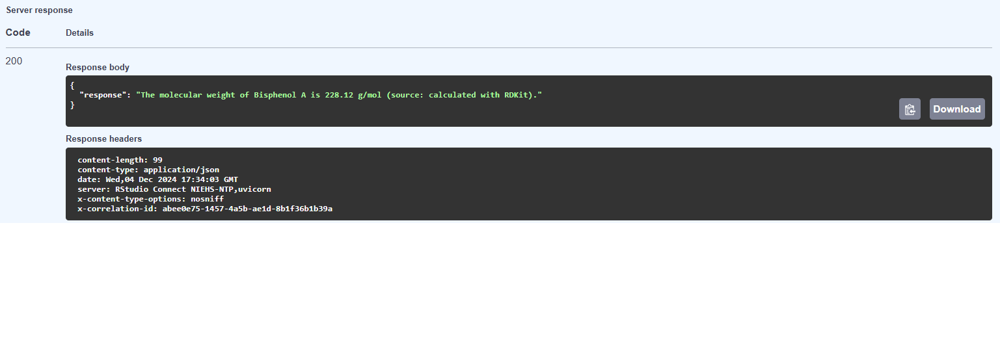 Server response
Code Details
200
Response body
{
"response": "The molecular weight of Bisphenol A is 228.12 g/mol (source: calculated with RDKit)."
}
Download
Response headers
content-length: 99
content-type: application/json
date: Wed,04 Dec 2024 17:34:03 GMT
server: RStudio Connect NIEHS-NTP,uvicorn
x-content-type-options: nosniff
x-correlation-id: abee0e75-1457-4a5b-ae1d-8b1f36b1b39a